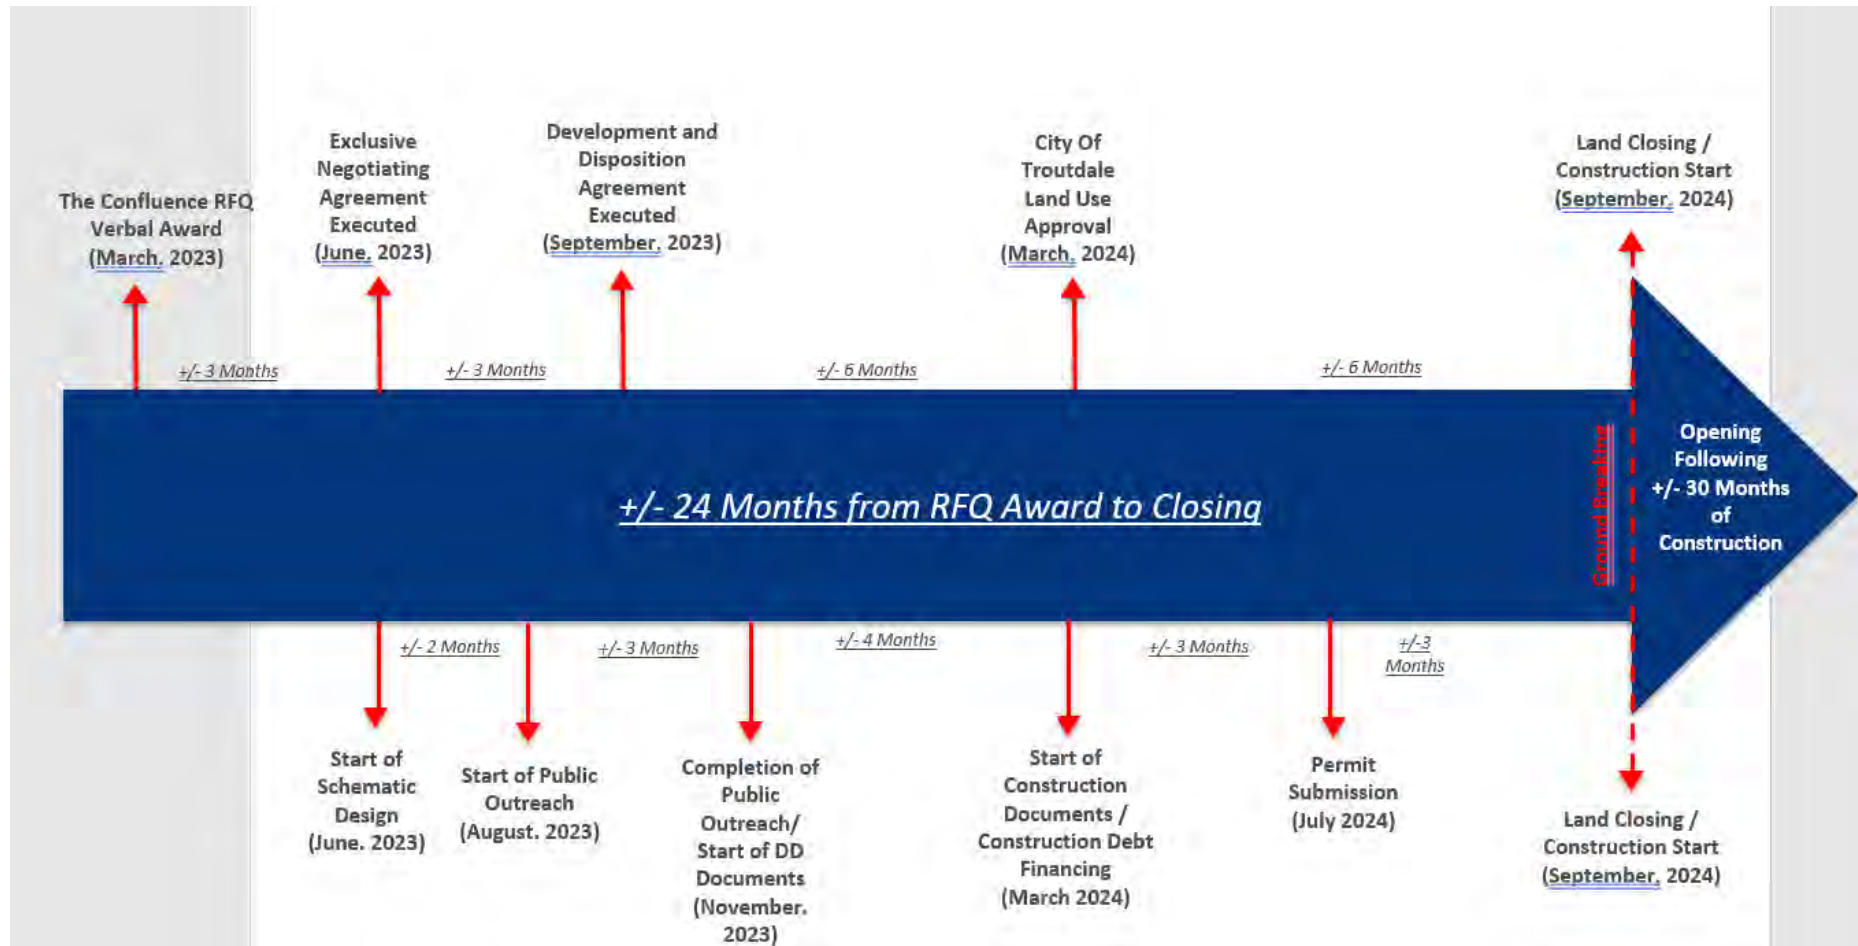 The Confluence RFQ
Verbal Award
(March, 2023)
Exclusive
Negotiating
Agreement
Executed
(June, 2023)
Development and
Disposition
Agreement
Executed
(September, 2023)
City Of
Troutdale
Land Use
Approval
(March, 2024)
Land Closing /
Construction Start
(September, 2024)
+/- 3 Months
+/- 3 Months
+/- 6 Months
+/- 6 Months
+/- 24 Months from RFQ Award to Closing
Ground Breaking
Opening
Following
+/- 30 Months
of
Construction
+/- 2 Months
+/- 3 Months
+/- 4 Months
+/- 3 Months
+/-3
Months
Start of
Schematic
Design
(June. 2023)
Start of Public
Outreach
(August. 2023)
Completion of
Public
Outreach/
Start of DD
Documents
(November.
2023)
Start of
Construction
Documents /
Construction Debt
Financing
(March 2024)
Permit
Submission
(July 2024)
Land Closing /
Construction Start
(September, 2024)